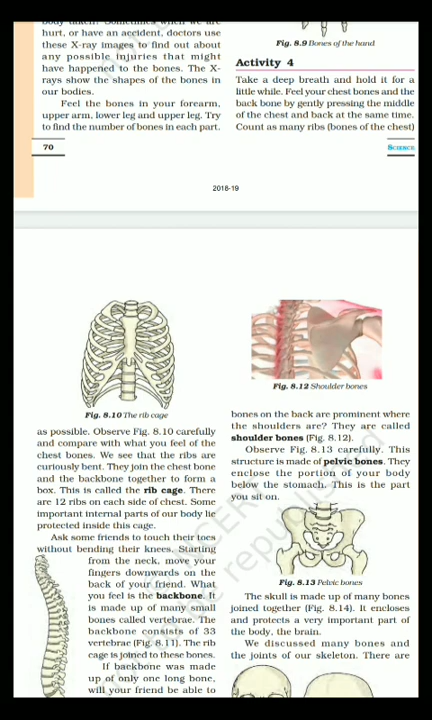 body taken? Sometimes when we are
hurt, or have an accident, doctors use
these X-ray images to find out about
any possible injuries that might
have happened to the bones. The X-
rays show the shapes of the bones in
our bodies.
Feel the bones in your forearm,
upper arm, lower leg and upper leg. Try
to find the number of bones in each part.
70
Fig. 8.9 Bones of the hand
Activity 4
Take a deep breath and hold it for a
little while. Feel your chest bones and the
back bone by gently pressing the middle
of the chest and back at the same time.
Count as many ribs (bones of the chest)
SCIENCE
2018-19
Fig. 8.10 The rib cage
as possible. Observe Fig. 8.10 carefully
and compare with what you feel of the
chest bones. We see that the ribs are
curiously bent. They join the chest bone
and the backbone together to form a
box. This is called the rib cage. There
are 12 ribs on each side of chest. Some
important internal parts of our body lie
protected inside this cage.
Ask some friends to touch their toes
without bending their knees. Starting
from the neck, move your
fingers downwards on the
back of your friend. What
you feel is the backbone. It
is made up of many small
bones called vertebrae. The
backbone consists of 33
vertebrae (Fig. 8.11). The rib
cage is joined to these bones.
If backbone was made
up of only one long bone,
will your friend be able to
Fig. 8.12 Shoulder bones
bones on the back are prominent where
the shoulders are? They are called
shoulder bones (Fig. 8.12).
Observe Fig. 8.13 carefully. This
structure is made of pelvic bones. They
enclose the portion of your body
below the stomach. This is the part
you sit on.
Fig. 8.13 Pelvic bones
The skull is made up of many bones
joined together (Fig. 8.14). It encloses
and protects a very important part of
the body, the brain.
We discussed many bones and
the joints of our skeleton. There are